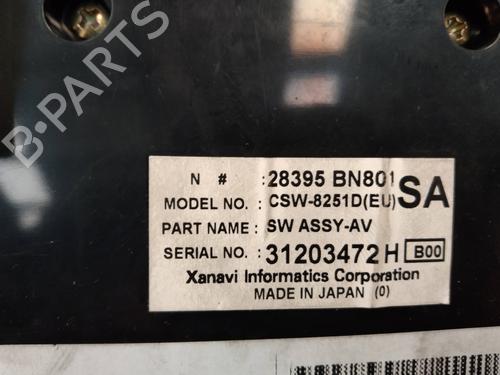 B-PARTS
N # : 28395 BN801
MODEL NO. : CSW-8251D(EU) SA
PART NAME : SW ASSY-AV
SERIAL NO. : 31203472H B00
Xanavi Informatics Corporation
MADE IN JAPAN (0)